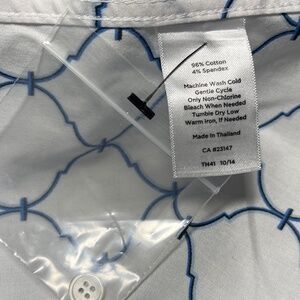 96% Cotton
4% Spandex
Machine Wash Cold
Gentle Cycle
Only Non-Chlorine
Bleach When Needed
Tumble Dry Low
Warm Iron, If Needed
Made in Thailand
CA #23147
TH41 10/14